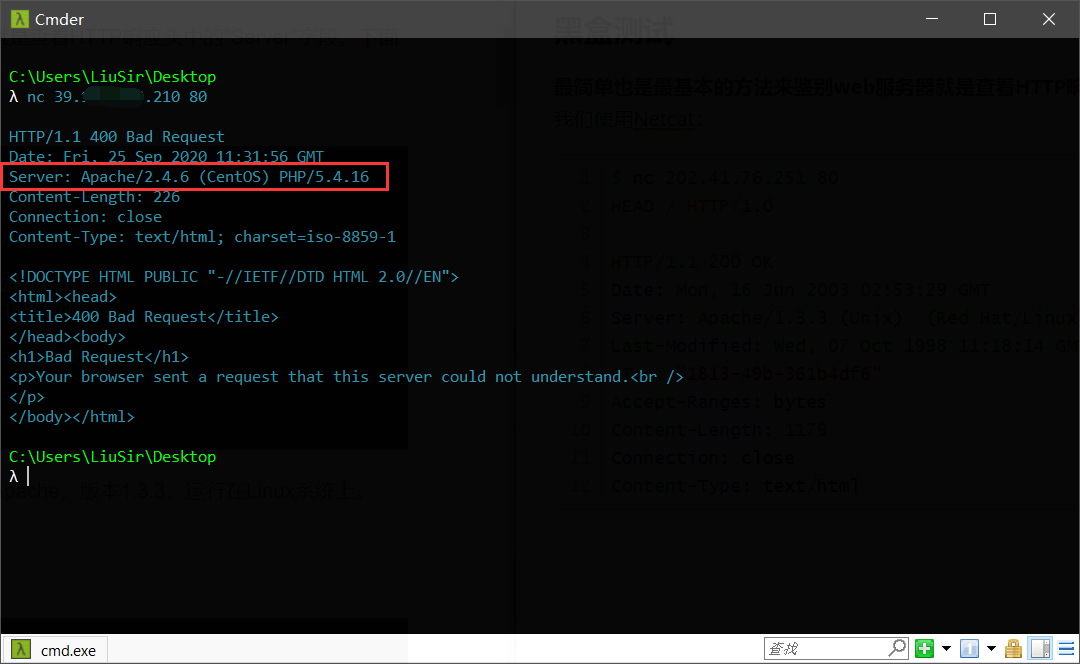 Cmder
C:\Users\LiuSir\Desktop
λ nc 39. .210 80
HTTP/1.1 400 Bad Request
Date: Fri, 25 Sep 2020 11:31:56 GMT
Server: Apache/2.4.6 (CentOS) PHP/5.4.16
Content-Length: 226
Connection: close
Content-Type: text/html; charset=iso-8859-1
<!DOCTYPE HTML PUBLIC "-//IETF//DTD HTML 2.0//EN">
<html><head>
<title>400 Bad Request</title>
</head><body>
<h1>Bad Request</h1>
<p>Your browser sent a request that this server could not understand.<br />
</p>
</body></html>
C:\Users\LiuSir\Desktop
λ
黑盒测试
最简单也是最基本的方法来鉴别Web服务器就是查看HTTP响
我们使用Netcat:
1 $ nc 202.41.76.251 80
2 HEAD / HTTP/1.0
3
4 HTTP/1.1 200 OK
5 Date: Mon, 16 Jun 2003 02:53:29 GMT
6 Server: Apache/1.3.3 (Unix) (Red Hat/Linux
7 Last-Modified: Wed, 07 Oct 1998 11:18:14 GM
1813-49b-361b4df6"
9 Accept-Ranges: bytes
10 Content-Length: 1179
11 Connection: close
12 Content-Type: text/html
pache，版本1.3.3，运行在Linux系统上。
cmd.exe
查找